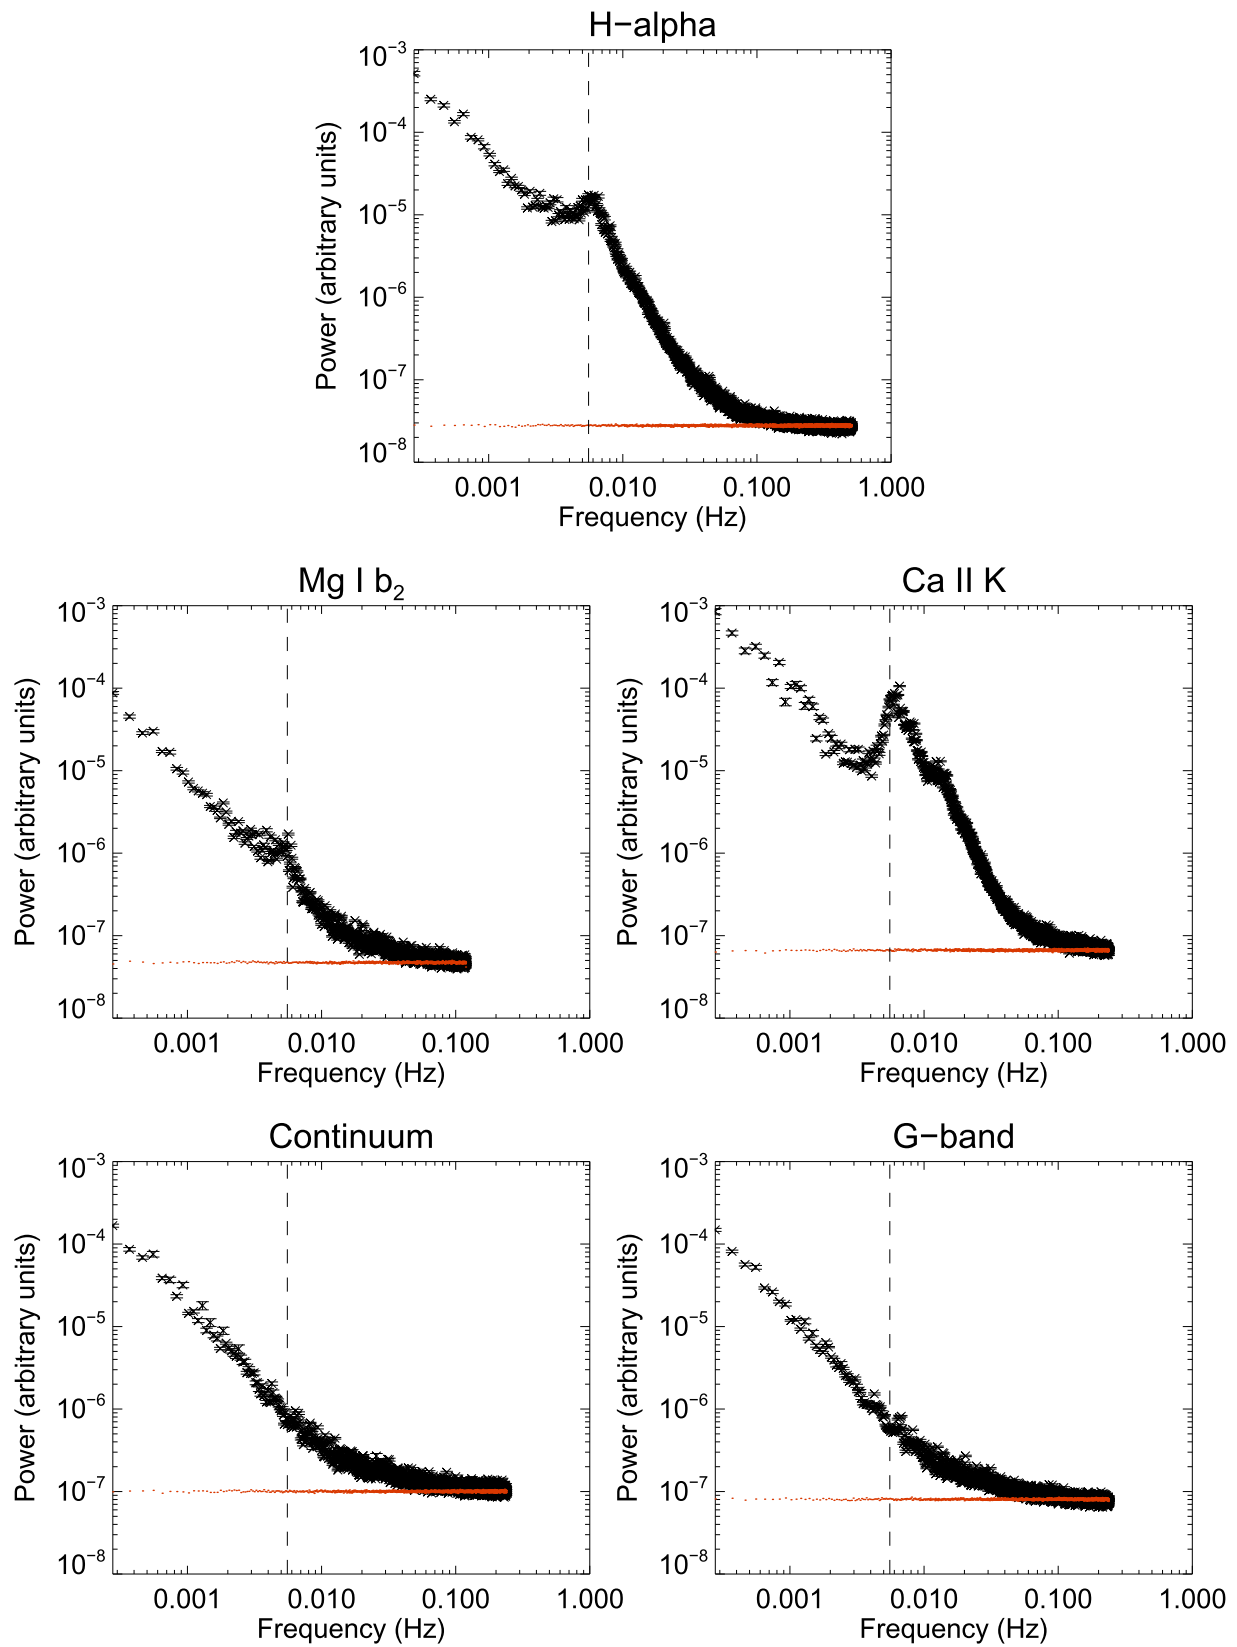 H−alpha
10⁻³
10⁻⁴
10⁻⁵
10⁻⁶
10⁻⁷
10⁻⁸
Power (arbitrary units)
0.001 0.010 0.100 1.000
Frequency (Hz)
Mg I b₂
10⁻³
10⁻⁴
10⁻⁵
10⁻⁶
10⁻⁷
10⁻⁸
Power (arbitrary units)
0.001 0.010 0.100 1.000
Frequency (Hz)
Ca II K
10⁻³
10⁻⁴
10⁻⁵
10⁻⁶
10⁻⁷
10⁻⁸
Power (arbitrary units)
0.001 0.010 0.100 1.000
Frequency (Hz)
Continuum
10⁻³
10⁻⁴
10⁻⁵
10⁻⁶
10⁻⁷
10⁻⁸
Power (arbitrary units)
0.001 0.010 0.100 1.000
Frequency (Hz)
G−band
10⁻³
10⁻⁴
10⁻⁵
10⁻⁶
10⁻⁷
10⁻⁸
Power (arbitrary units)
0.001 0.010 0.100 1.000
Frequency (Hz)